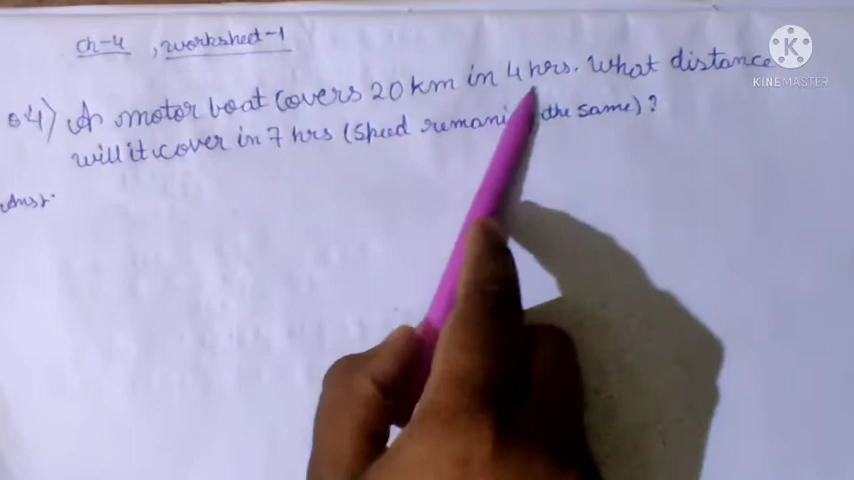 Ch-4, Worksheet-1
Q4) A motor boat covers 20 km in 4 hrs. What distance
will it cover in 7 hrs (Speed remani the same)?
Ans:
KINEMASTER